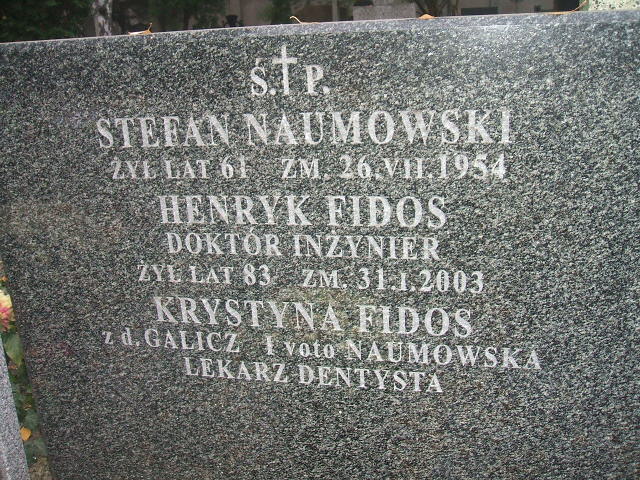 Ś.†P.
STEFAN NAUMOWSKI
ŻYŁ LAT 61 ZM. 26.VII.1954
HENRYK FIDOS
DOKTÓR INŻYNIER
ŻYŁ LAT 83 ZM. 31.I.2003
KRYSTYNA FIDOS
z d. GALICZ I voto NAUMOWSKA
LEKARZ DENTYSTA